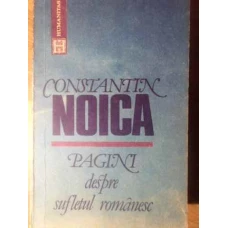 HUMANITAS
CONSTANTIN
NOICA
PAGINI
despre
sufletul românesc